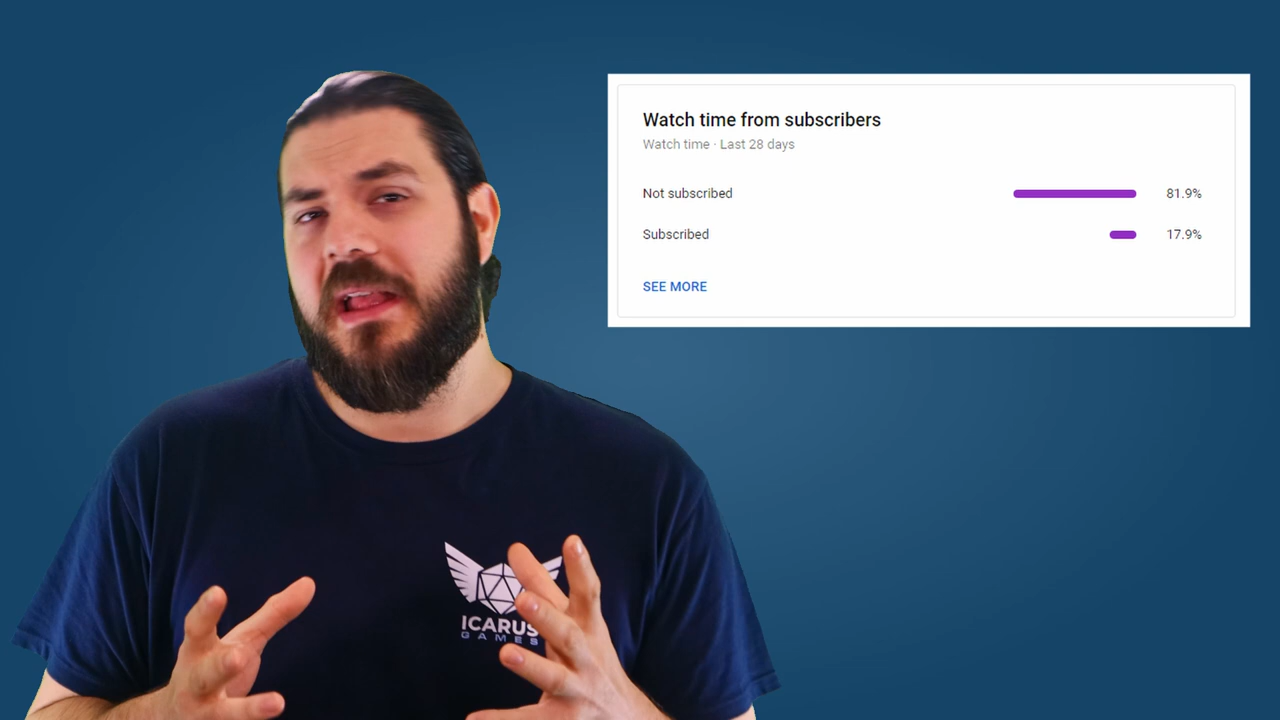 Watch time from subscribers
Watch time · Last 28 days
Not subscribed 81.9%
Subscribed 17.9%
SEE MORE
ICARUS
GAMES